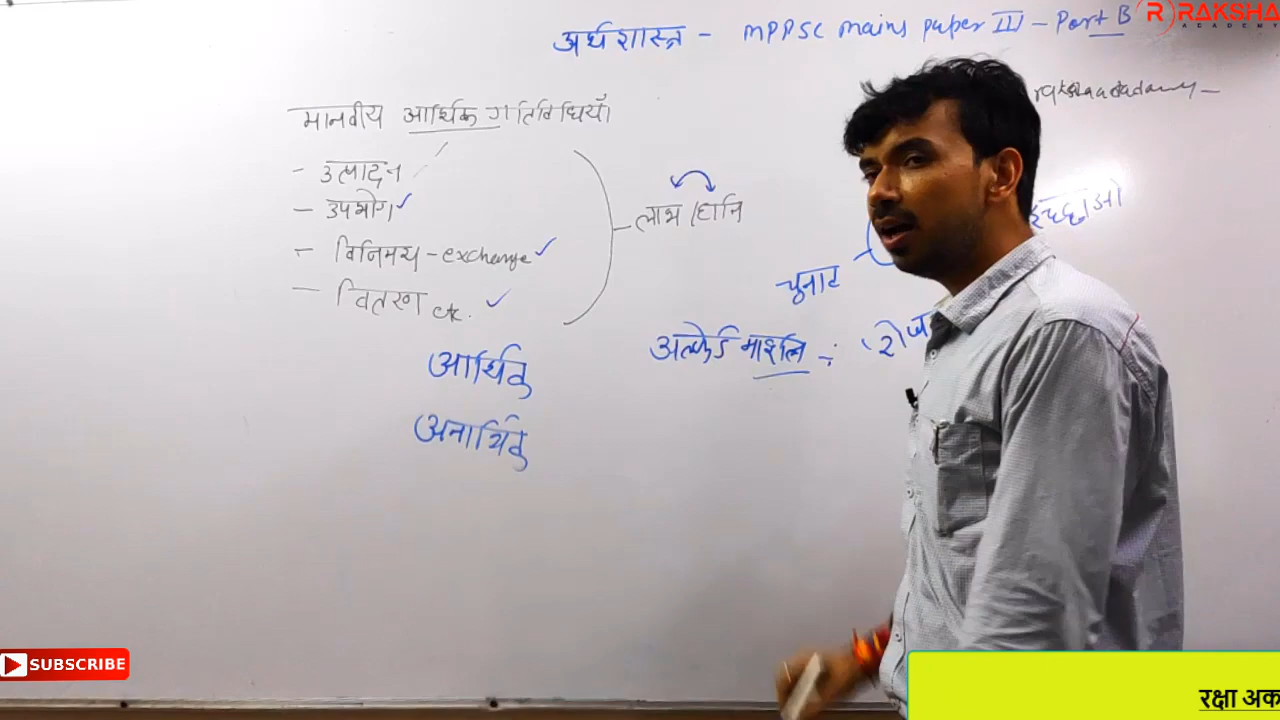 अर्थशास्त्र - MPPSC Mains Paper III - Part B
RAKSHA
ACADEMY
मानवीय आर्थिक गतिविधियाँ
- उत्पादन
- उपभोग
- विनिमय - exchange
- वितरण etc.
लाभ/हानि
इच्छाओ
चुनाव
अल्फ्रेड मार्शल :
आर्थिक
अनार्थिक
SUBSCRIBE
रक्षा अक